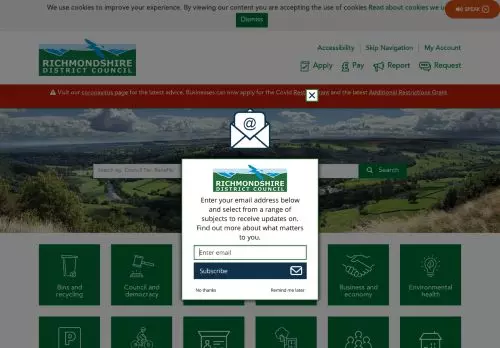 We use cookies to improve your experience. By viewing our content you are accepting the use of cookies Read about cookies we u
Dismiss
SPEAK
RICHMONDSHIRE
DISTRICT COUNCIL
Accessibility
Skip Navigation
My Account
Apply
Pay
Report
Request
Visit our coronavirus page for the latest advice. Businesses can now apply for the Covid Res ant and the latest Additional Restrictions Grant
@
Search eg. Council Tax, Benefits
Search
RICHMONDSHIRE
DISTRICT COUNCIL
Enter your email address below
and select from a range of
subjects to receive updates on.
Find out more about what matters
to you.
Enter email
Subscribe
No thanks
Remind me later
Bins and
recycling
Council and
democracy
Business and
economy
Environmental
health
P